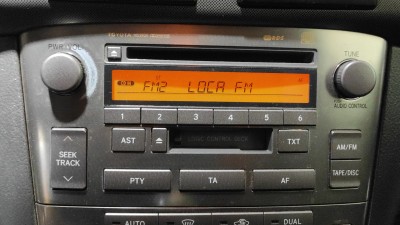 TOYOTA
PWR·VOL
TUNE
FM2 LOCA FM
AUDIO CONTROL
1 2 3 4 5 6
AST
TXT
AM/FM
SEEK
TRACK
TAPE/DISC
PTY
TA
AF
AUTO
DUAL